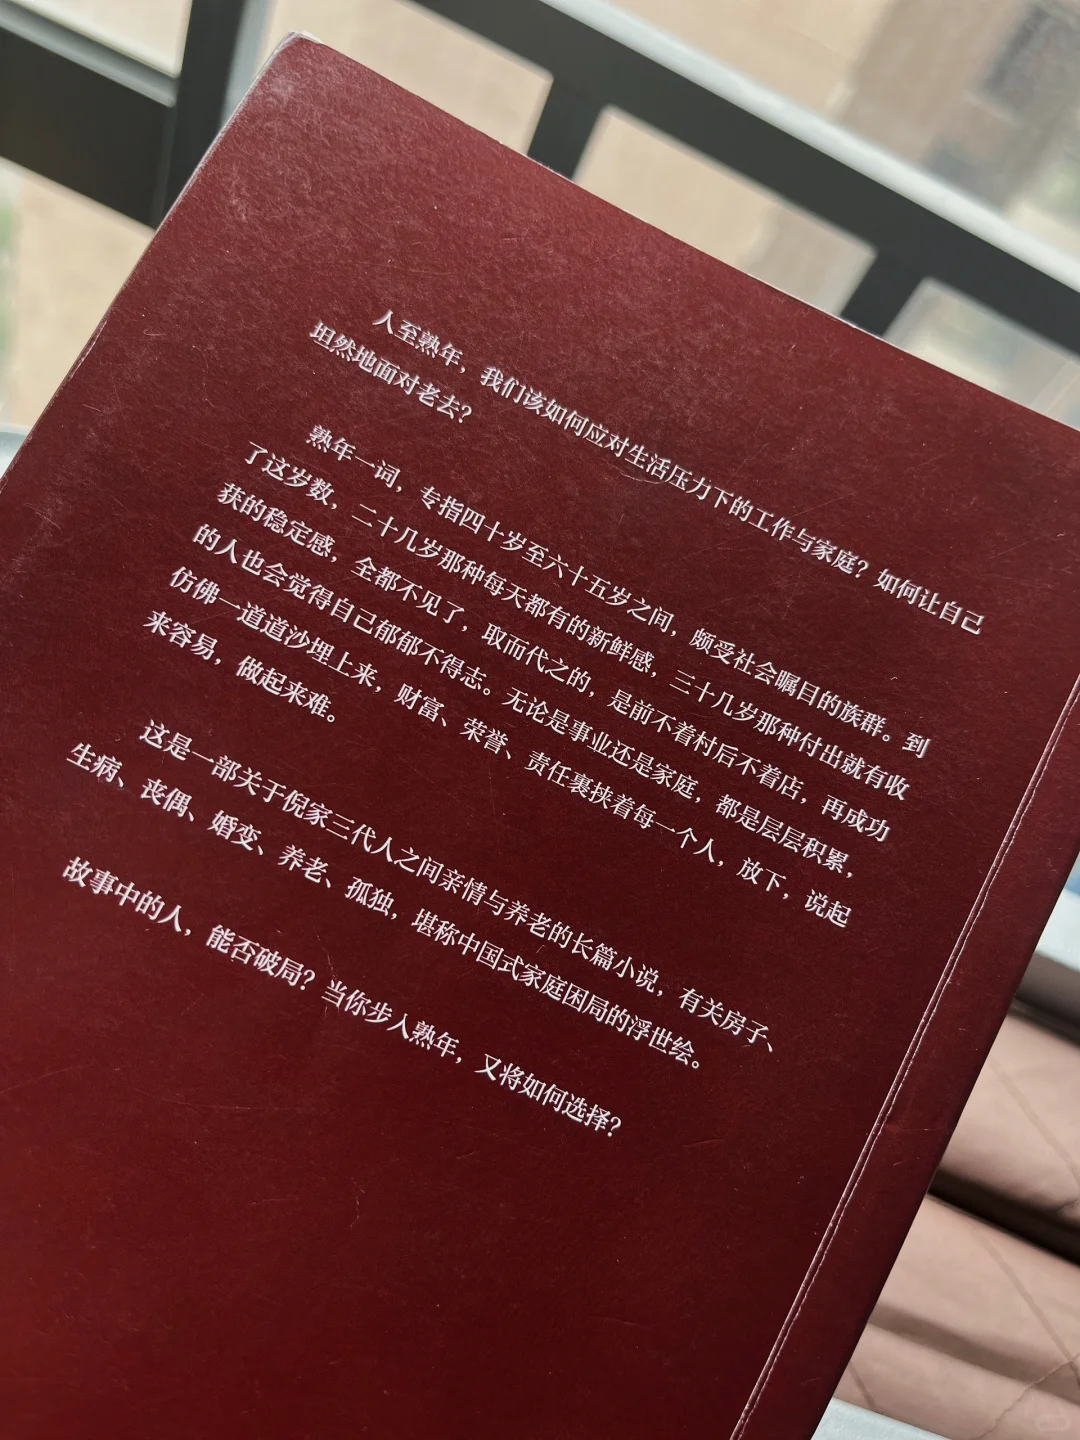 人至熟年，我们该如何应对生活压力下的工作与家庭？如何让自己
坦然地面对老去？
熟年一词，专指四十岁至六十五岁之间，颇受社会瞩目的族群。到
了这岁数，二十几岁那种每天都有的新鲜感，三十几岁那种付出就有收
获的稳定感，全都不见了，取而代之的，是前不着村后不着店，再成功
的人也会觉得自己郁郁不得志。无论是事业还是家庭，都是层层积累，
仿佛一道道沙埋上来，财富、荣誉、责任裹挟着每一个人，放下，说起
来容易，做起来难。
这是一部关于倪家三代人之间亲情与养老的长篇小说，有关房子、
生病、丧偶、婚变、养老、孤独，堪称中国式家庭困局的浮世绘。
故事中的人，能否破局？当你步入熟年，又将如何选择？